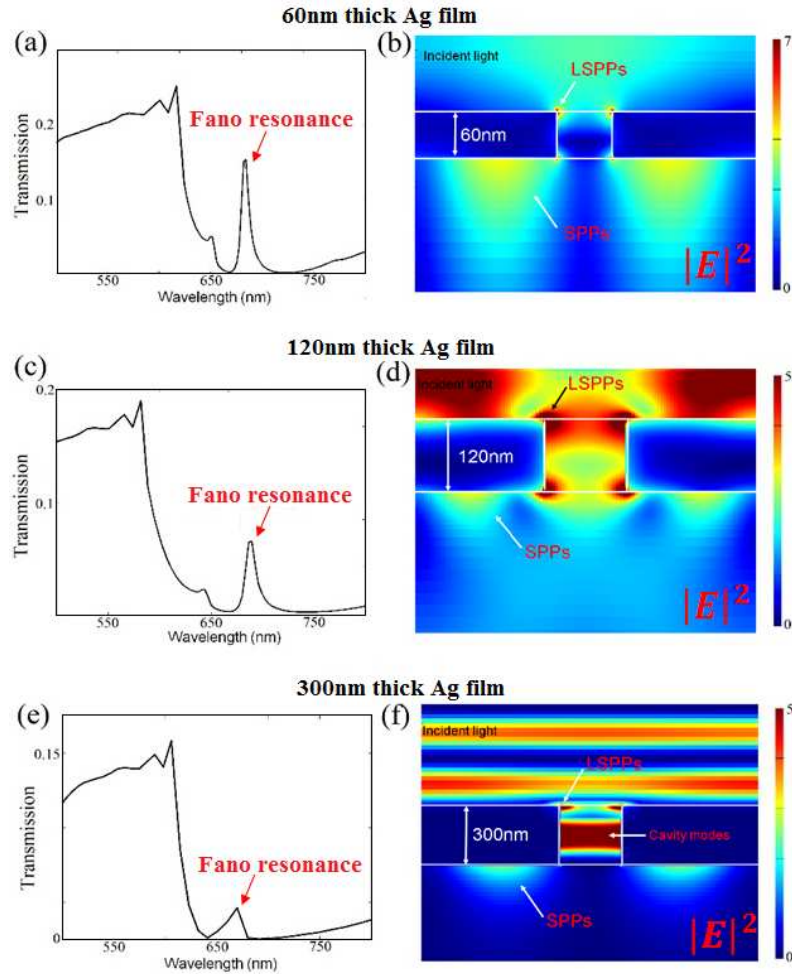 60nm thick Ag film
(a)
0.2
0.1
Transmission
Fano resonance
550
650
750
Wavelength (nm)
(b)
Incident light
LSPPs
60nm
SPPs
|E|²
7
0
120nm thick Ag film
(c)
0.2
0.1
Transmission
Fano resonance
550
650
750
Wavelength (nm)
(d)
Incident light
LSPPs
120nm
SPPs
|E|²
5
0
300nm thick Ag film
(e)
0.15
0
Transmission
Fano resonance
550
650
750
Wavelength (nm)
(f)
Incident light
LSPPs
300nm
Cavity modes
SPPs
|E|²
5
0